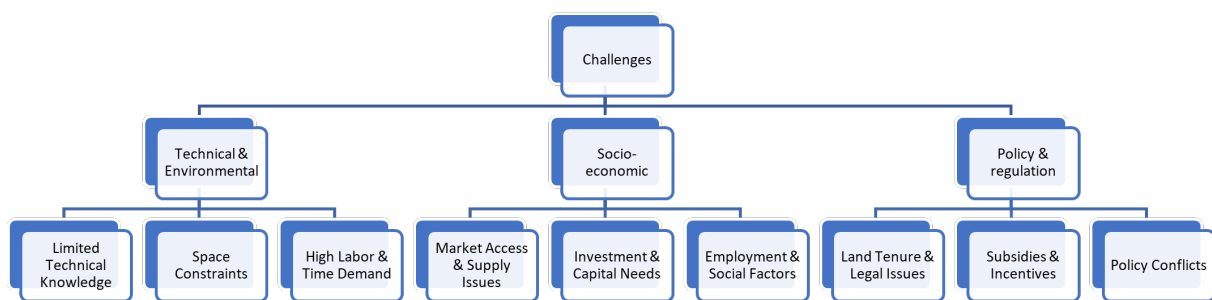 Challenges
Technical &
Environmental
Socio-
economic
Policy &
regulation
Limited
Technical
Knowledge
Space
Constraints
High Labor &
Time Demand
Market Access
& Supply
Issues
Investment &
Capital Needs
Employment &
Social Factors
Land Tenure &
Legal Issues
Subsidies &
Incentives
Policy Conflicts